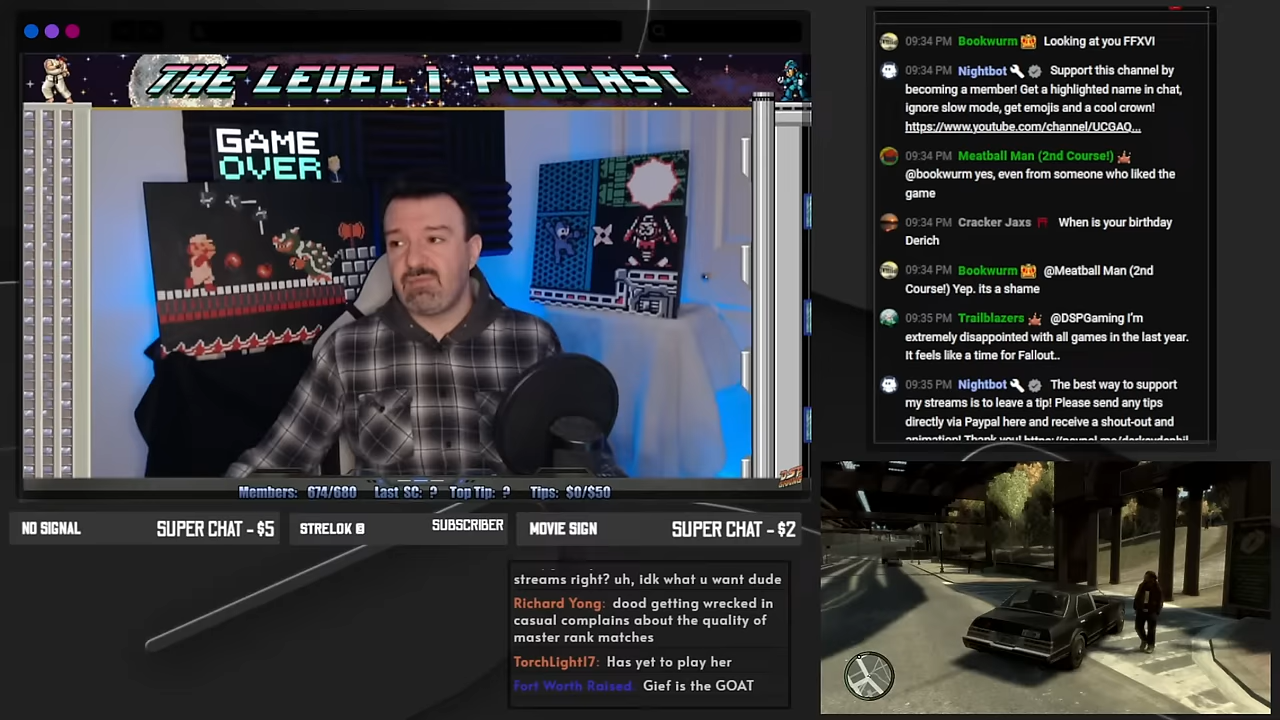 THE LEVEL 1 PODCAST
GAME
OVER
Members: 674/680 Last SC: ? Top Tip: ? Tips: $0/$50
NO SIGNAL SUPER CHAT - $5
STRELOK SUBSCRIBER
MOVIE SIGN SUPER CHAT - $2
streams right? uh, idk what u want dude
Richard Yong: dood getting wrecked in
casual complains about the quality of
master rank matches
TorchLight17: Has yet to play her
Fort Worth Raised: Gief is the GOAT
09:34 PM Bookwurm Looking at you FFXVI
09:34 PM Nightbot Support this channel by
becoming a member! Get a highlighted name in chat,
ignore slow mode, get emojis and a cool crown!
https://www.youtube.com/channel/UCGAQ...
09:34 PM Meatball Man (2nd Course!)
@bookwurm yes, even from someone who liked the
game
09:34 PM Cracker Jaxs When is your birthday
Derich
09:34 PM Bookwurm @Meatball Man (2nd
Course!) Yep. its a shame
09:35 PM Trailblazers @DSPGaming I'm
extremely disappointed with all games in the last year.
It feels like a time for Fallout..
09:35 PM Nightbot The best way to support
my streams is to leave a tip! Please send any tips
directly via Paypal here and receive a shout-out and
animation! Thank you! https://paypal.me/darksydephil